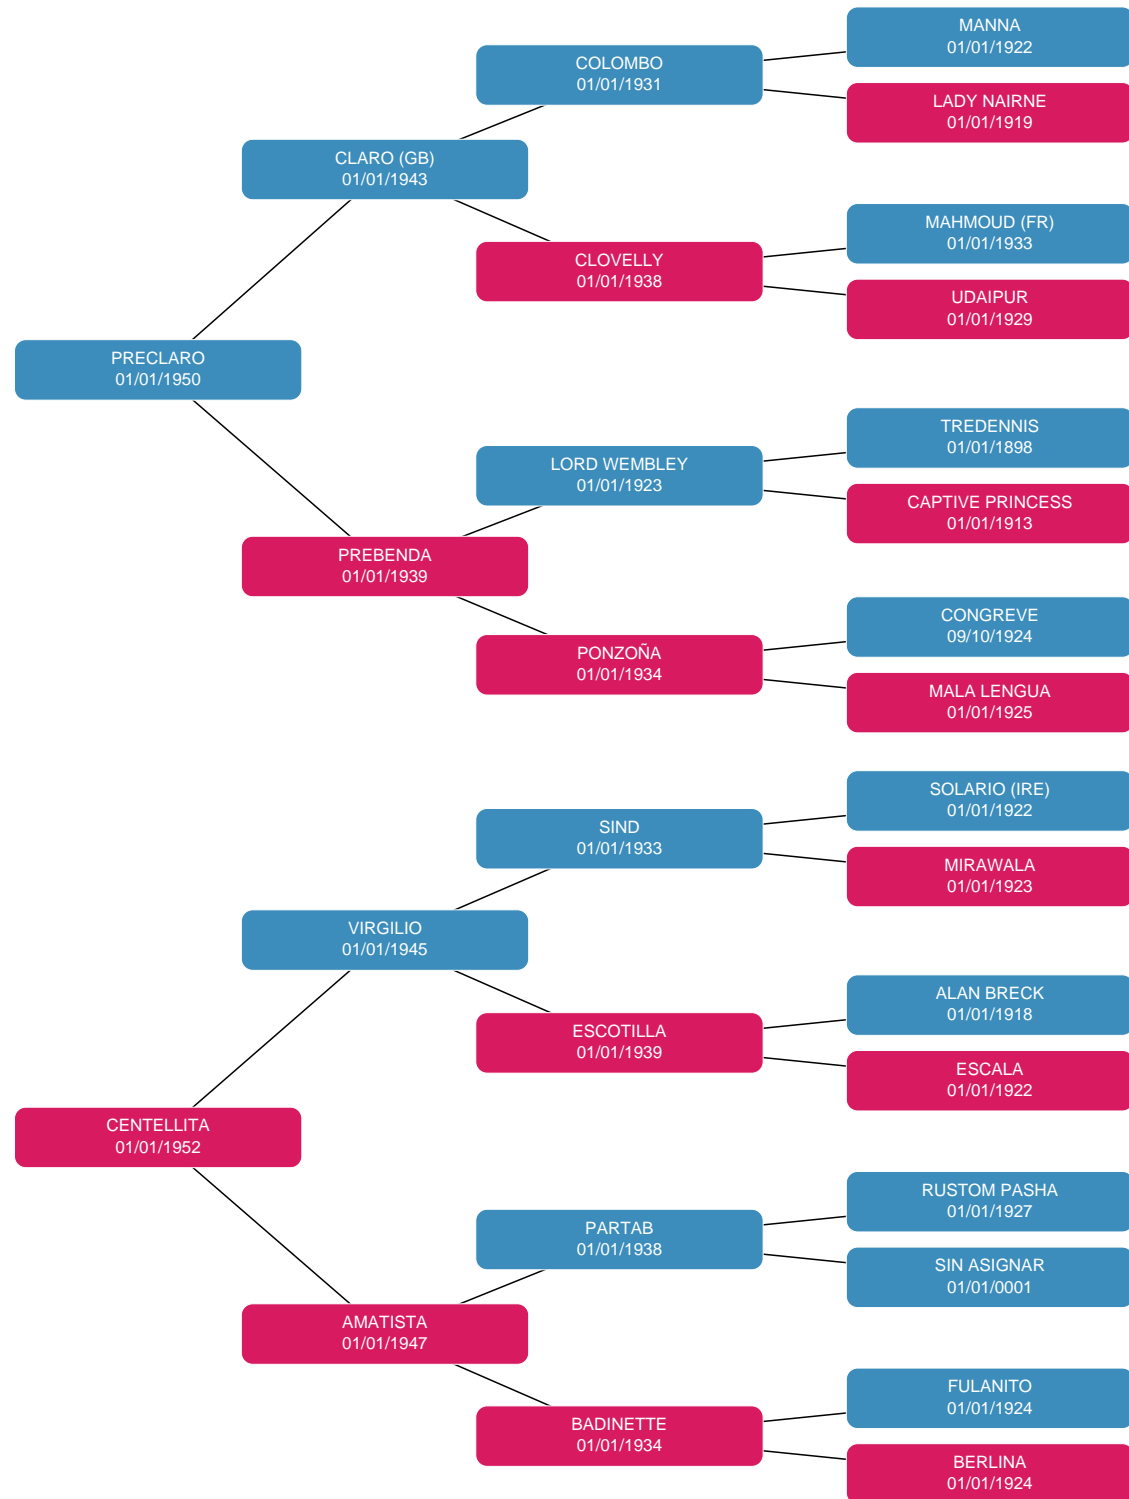 MANNA
01/01/1922
COLOMBO
01/01/1931
LADY NAIRNE
01/01/1919
CLARO (GB)
01/01/1943
MAHMOUD (FR)
01/01/1933
CLOVELLY
01/01/1938
UDAIPUR
01/01/1929
PRECLARO
01/01/1950
TREDENNIS
01/01/1898
LORD WEMBLEY
01/01/1923
CAPTIVE PRINCESS
01/01/1913
PREBENDA
01/01/1939
CONGREVE
09/10/1924
PONZOÑA
01/01/1934
MALA LENGUA
01/01/1925
SOLARIO (IRE)
01/01/1922
SIND
01/01/1933
MIRAWALA
01/01/1923
VIRGILIO
01/01/1945
ALAN BRECK
01/01/1918
ESCOTILLA
01/01/1939
ESCALA
01/01/1922
CENTELLITA
01/01/1952
RUSTOM PASHA
01/01/1927
PARTAB
01/01/1938
SIN ASIGNAR
01/01/0001
AMATISTA
01/01/1947
FULANITO
01/01/1924
BADINETTE
01/01/1934
BERLINA
01/01/1924